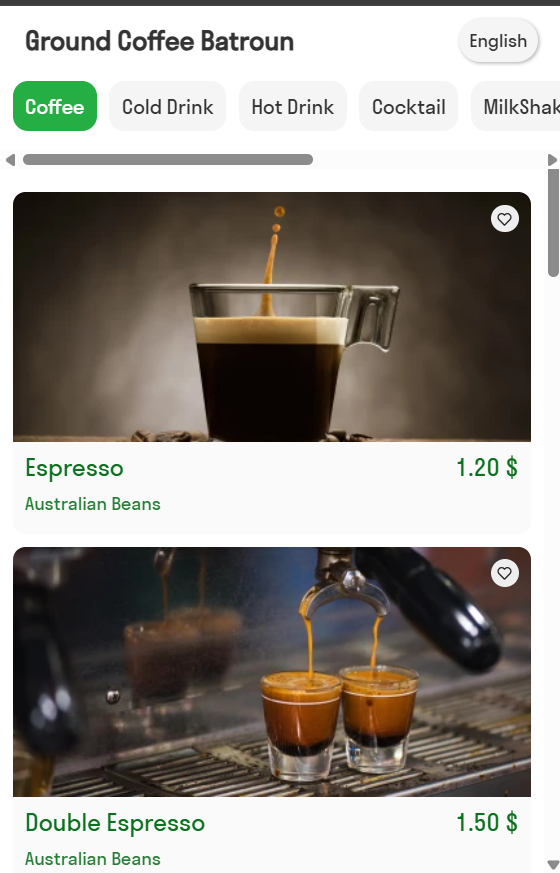 Ground Coffee Batroun
English
Coffee
Cold Drink
Hot Drink
Cocktail
MilkShak
Espresso
1.20 $
Australian Beans
Double Espresso
1.50 $
Australian Beans